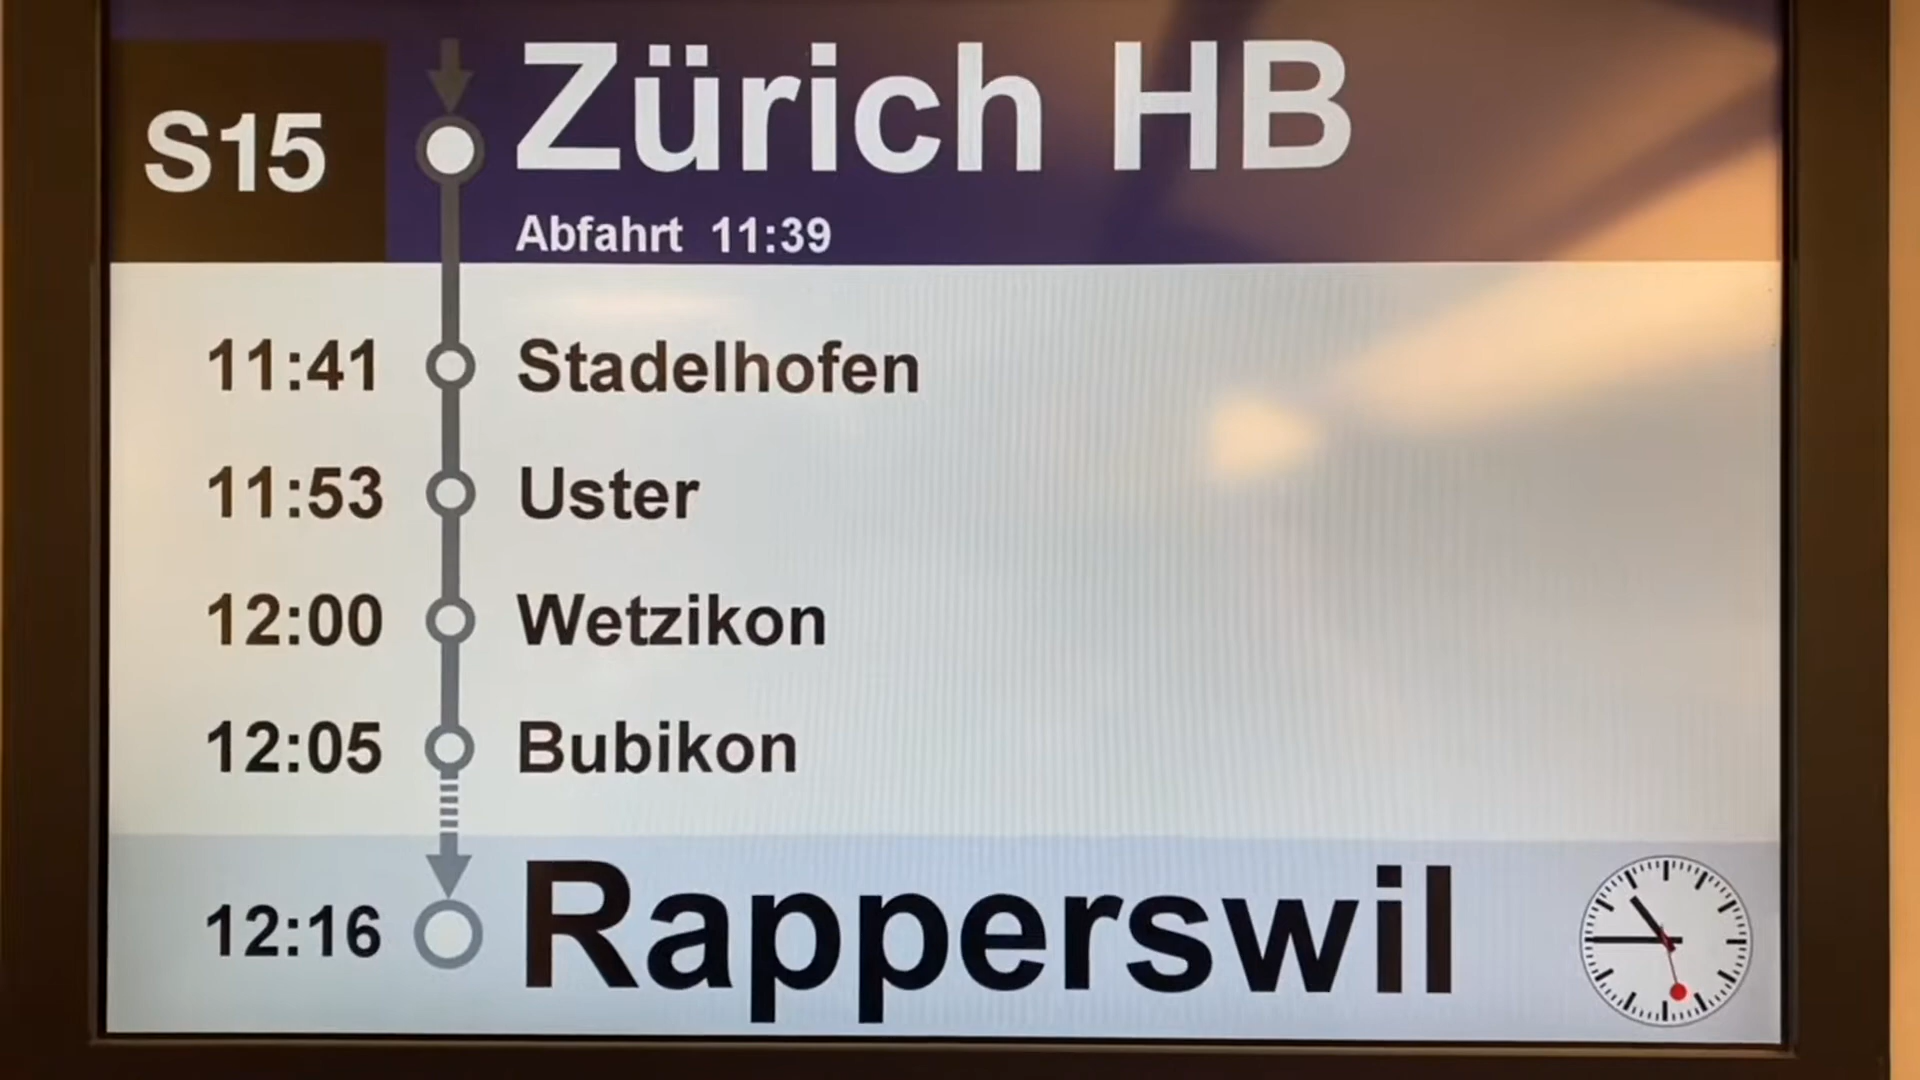 S15
Zürich HB
Abfahrt 11:39
11:41 Stadelhofen
11:53 Uster
12:00 Wetzikon
12:05 Bubikon
12:16 Rapperswil